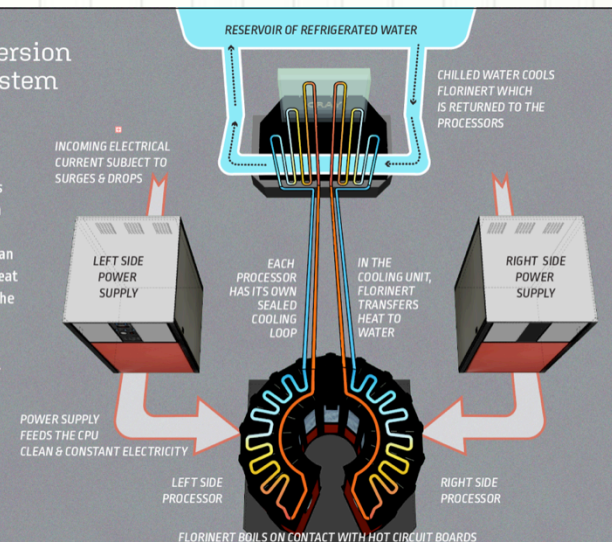 ersion
stem
s
an
eat
he
RESERVOIR OF REFRIGERATED WATER
CHILLED WATER COOLS
FLORINERT WHICH
IS RETURNED TO THE
PROCESSORS
INCOMING ELECTRICAL
CURRENT SUBJECT TO
SURGES & DROPS
LEFT SIDE
POWER
SUPPLY
EACH
PROCESSOR
HAS ITS OWN
SEALED
COOLING
LOOP
IN THE
COOLING UNIT,
FLORINERT
TRANSFERS
HEAT TO
WATER
RIGHT SIDE
POWER
SUPPLY
POWER SUPPLY
FEEDS THE CPU
CLEAN & CONSTANT ELECTRICITY
LEFT SIDE
PROCESSOR
RIGHT SIDE
PROCESSOR
FLORINERT BOILS ON CONTACT WITH HOT CIRCUIT BOARDS